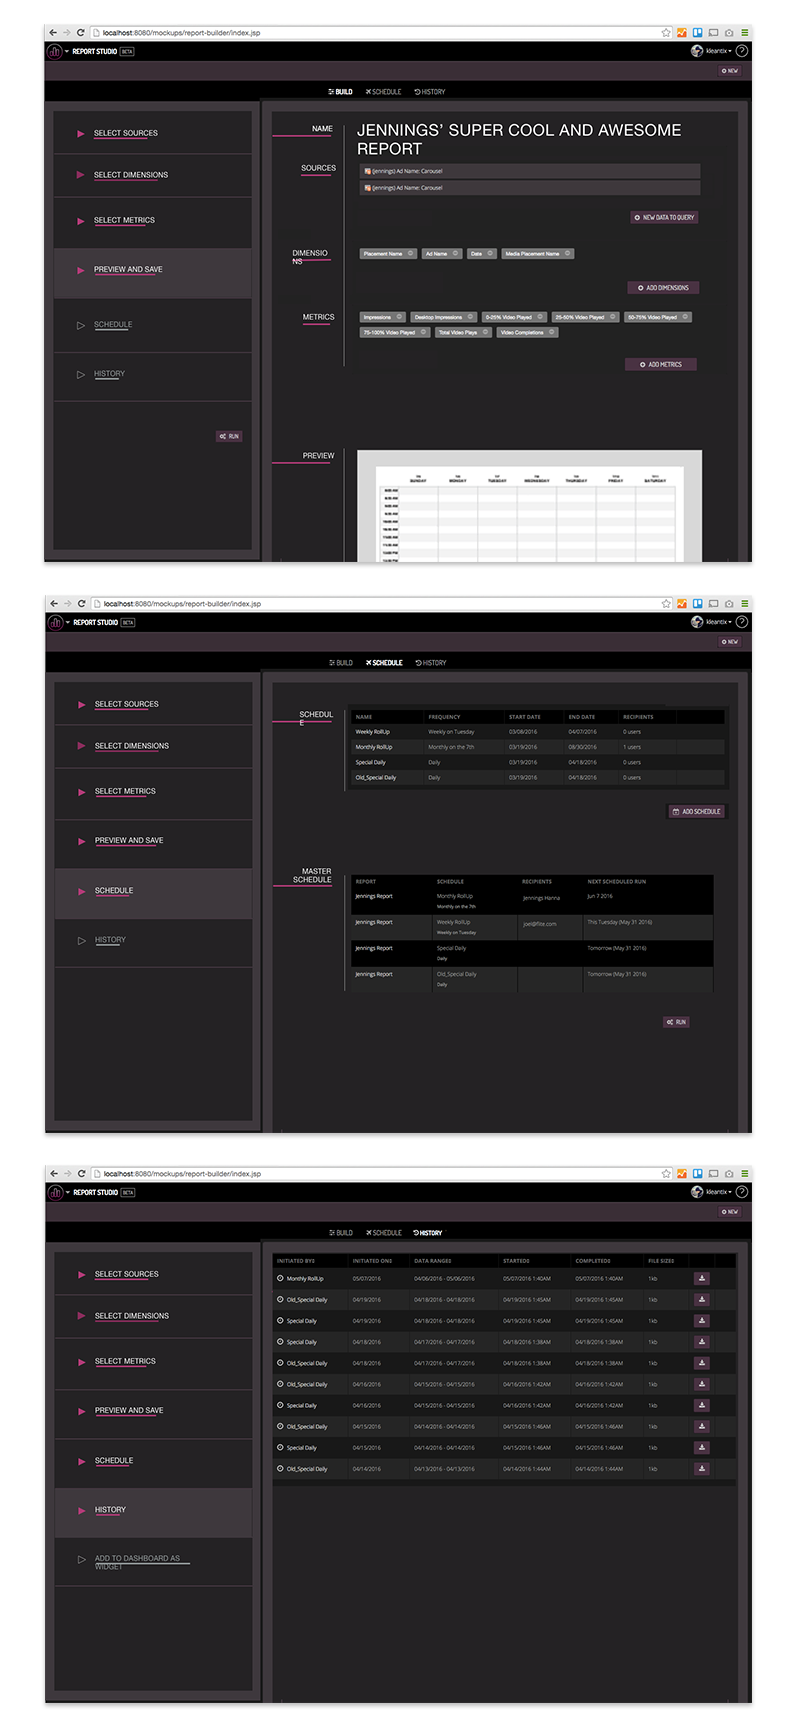 localhost:8080/mockups/report-builder/index.jsp
REPORT STUDIO BETA
kleantix
?
NEW
BUILD SCHEDULE HISTORY
SELECT SOURCES
SELECT DIMENSIONS
SELECT METRICS
PREVIEW AND SAVE
SCHEDULE
HISTORY
RUN
NAME
JENNINGS' SUPER COOL AND AWESOME
REPORT
SOURCES
(jennings) Ad Name: Carousel
(jennings) Ad Name: Carousel
NEW DATA TO QUERY
DIMENSIO
NS
Placement Name Ad Name Date Media Placement Name
ADD DIMENSIONS
METRICS
Impressions Desktop Impressions 0-25% Video Played 25-50% Video Played 50-75% Video Played
75-100% Video Played Total Video Plays Video Completions
ADD METRICS
PREVIEW
SUNDAY MONDAY TUESDAY WEDNESDAY THURSDAY FRIDAY SATURDAY
localhost:8080/mockups/report-builder/index.jsp
REPORT STUDIO BETA
kleantix
?
NEW
BUILD SCHEDULE HISTORY
SELECT SOURCES
SELECT DIMENSIONS
SELECT METRICS
PREVIEW AND SAVE
SCHEDULE
HISTORY
SCHEDUL
E
NAME FREQUENCY START DATE END DATE RECIPIENTS
Weekly RollUp Weekly on Tuesday 03/08/2016 04/07/2016 0 users
Monthly RollUp Monthly on the 7th 03/19/2016 08/30/2016 1 users
Special Daily Daily 03/19/2016 04/18/2016 0 users
Old_Special Daily Daily 03/19/2016 04/18/2016 0 users
ADD SCHEDULE
MASTER
SCHEDULE
REPORT SCHEDULE RECIPIENTS NEXT SCHEDULED RUN
Jennings Report Monthly RollUp Jennings Hanna Jun 7 2016
Monthly on the 7th
Jennings Report Weekly RollUp joel@fite.com This Tuesday (May 31 2016)
Weekly on Tuesday
Jennings Report Special Daily Tomorrow (May 31 2016)
Daily
Jennings Report Old_Special Daily Tomorrow (May 31 2016)
Daily
RUN
localhost:8080/mockups/report-builder/index.jsp
REPORT STUDIO BETA
kleantix
?
NEW
BUILD SCHEDULE HISTORY
SELECT SOURCES
SELECT DIMENSIONS
SELECT METRICS
PREVIEW AND SAVE
SCHEDULE
HISTORY
ADD TO DASHBOARD AS
WIDGET
INITIATED BYS INITIATED ONS DATA RANGES STARTEDS COMPLETEDS FILE SIZES
Monthly RollUp 05/07/2016 04/06/2016 - 05/06/2016 05/07/2016 1:40AM 05/07/2016 1:40AM 1kb
Old_Special Daily 04/19/2016 04/18/2016 - 04/18/2016 04/19/2016 1:45AM 04/19/2016 1:45AM 1kb
Special Daily 04/19/2016 04/18/2016 - 04/18/2016 04/19/2016 1:45AM 04/19/2016 1:45AM 1kb
Special Daily 04/18/2016 04/17/2016 - 04/17/2016 04/18/2016 1:38AM 04/18/2016 1:38AM 1kb
Old_Special Daily 04/18/2016 04/17/2016 - 04/17/2016 04/18/2016 1:38AM 04/18/2016 1:38AM 1kb
Old_Special Daily 04/16/2016 04/15/2016 - 04/15/2016 04/16/2016 1:42AM 04/16/2016 1:42AM 1kb
Special Daily 04/16/2016 04/15/2016 - 04/15/2016 04/16/2016 1:42AM 04/16/2016 1:42AM 1kb
Old_Special Daily 04/15/2016 04/14/2016 - 04/14/2016 04/15/2016 1:46AM 04/15/2016 1:46AM 1kb
Special Daily 04/15/2016 04/14/2016 - 04/14/2016 04/15/2016 1:46AM 04/15/2016 1:46AM 1kb
Old_Special Daily 04/14/2016 04/13/2016 - 04/13/2016 04/14/2016 1:44AM 04/14/2016 1:44AM 1kb